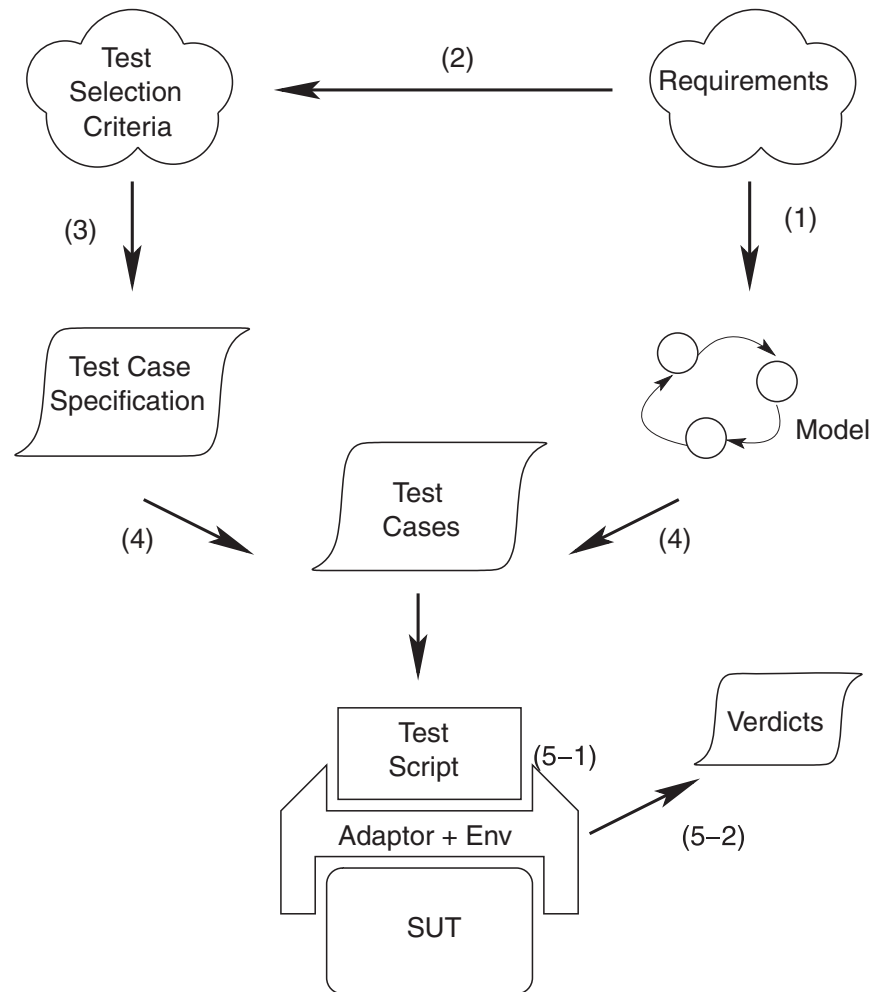 Test
Selection
Criteria
(2)
Requirements
(3)
(1)
Test Case
Specification
Model
Test
Cases
(4)
(4)
Test
Script
(5–1)
Verdicts
Adaptor + Env
(5–2)
SUT